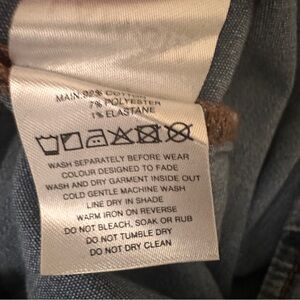 MAIN: 92% COTTON
7% POLYESTER
1% ELASTANE
WASH SEPARATELY BEFORE WEAR
COLOUR DESIGNED TO FADE
WASH AND DRY GARMENT INSIDE OUT
COLD GENTLE MACHINE WASH
LINE DRY IN SHADE
WARM IRON ON REVERSE
DO NOT BLEACH, SOAK OR RUB
DO NOT TUMBLE DRY
DO NOT DRY CLEAN